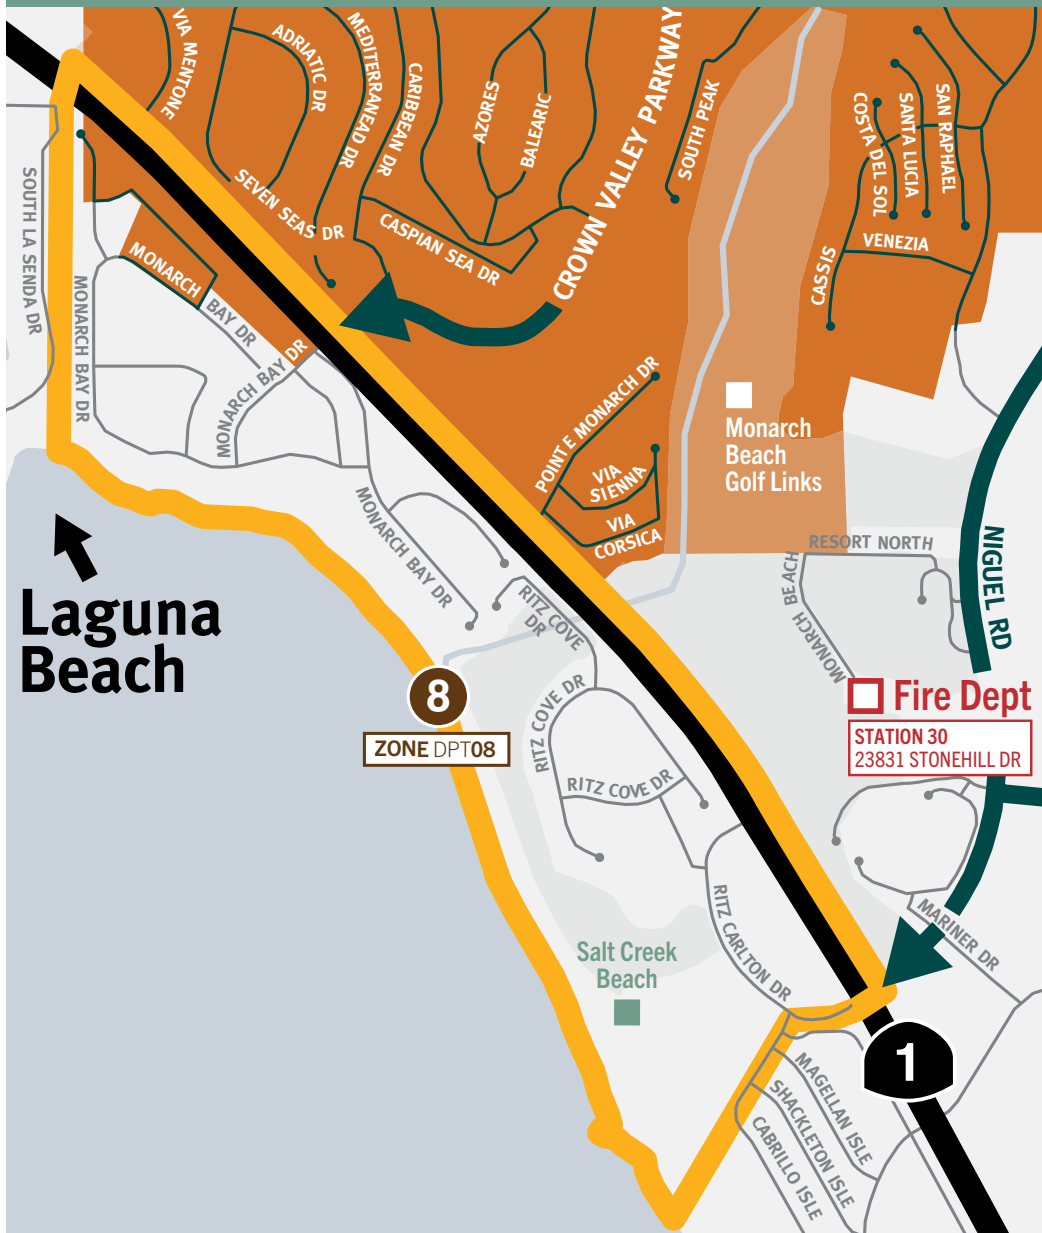 VIA MENTONE
ADRIATIC DR
MEDITERRANEAD DR
CARIBBEAN DR
AZORES
BALEARIC
CROWN VALLEY PARKWAY
SOUTH PEAK
COSTA DEL SOL
SANTA LUCIA
SAN RAPHAEL
SEVEN SEAS DR
CASPIAN SEA DR
VENEZIA
CASSIS
SOUTH LA SENDA DR
MONARCH BAY DR
MONARCH BAY DR
MONARCH BAY DR
POINTE MONARCH DR
VIA
SIENNA
VIA
CORSICA
Monarch
Beach
Golf Links
MONARCH BAY DR
RESORT NORTH
MONARCH BEACH
NIGUEL RD
Laguna
Beach
RITZ COVE
DR
8
ZONE DPT08
RITZ COVE DR
RITZ COVE DR
Fire Dept
STATION 30
23831 STONEHILL DR
RITZ CARLTON DR
MARINER DR
Salt Creek
Beach
1
MAGELLAN ISLE
SHACKLETON ISLE
CABRILLO ISLE